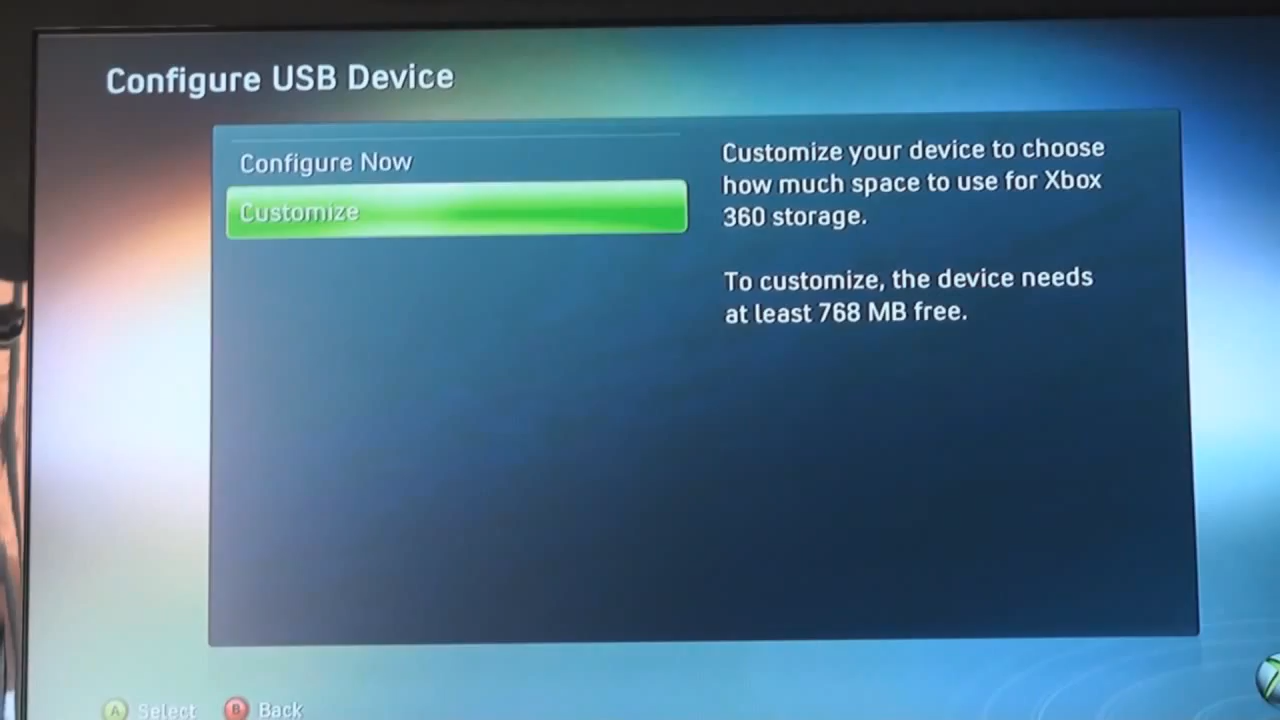 Configure USB Device
Configure Now
Customize
Customize your device to choose
how much space to use for Xbox
360 storage.
To customize, the device needs
at least 768 MB free.
A Select B Back